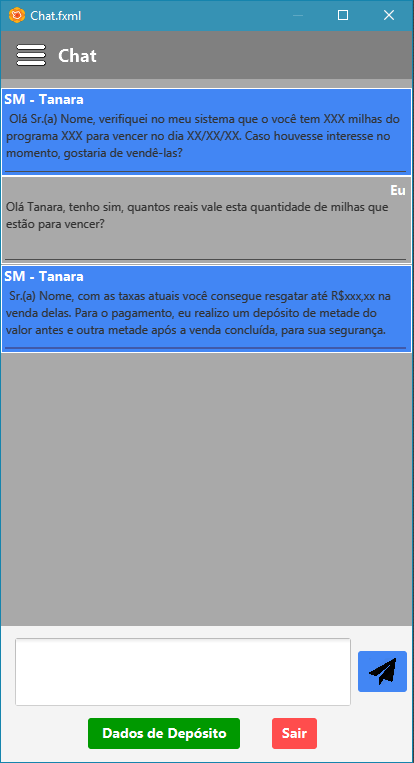 Chat.fxml
Chat
SM - Tanara
Olá Sr.(a) Nome, verifiquei no meu sistema que o você tem XXX milhas do
programa XXX para vencer no dia XX/XX/XX. Caso houvesse interesse no
momento, gostaria de vendê-las?
Eu
Olá Tanara, tenho sim, quantos reais vale esta quantidade de milhas que
estão para vencer?
SM - Tanara
Sr.(a) Nome, com as taxas atuais você consegue resgatar até R$xxx,xx na
venda delas. Para o pagamento, eu realizo um depósito de metade do
valor antes e outra metade após a venda concluída, para sua segurança.
Dados de Depósito
Sair